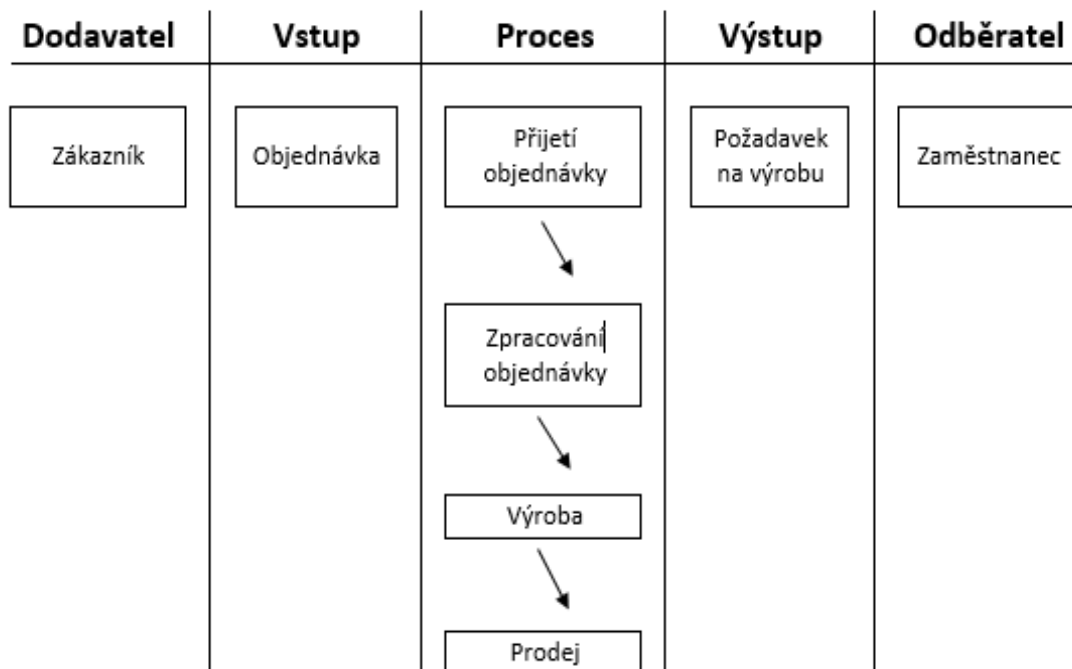 Dodavatel
Vstup
Proces
Výstup
Odběratel
Zákazník
Objednávka
Přijetí
objednávky
Požadavek
na výrobu
Zaměstnanec
Zpracování
objednávky
Výroba
Prodej